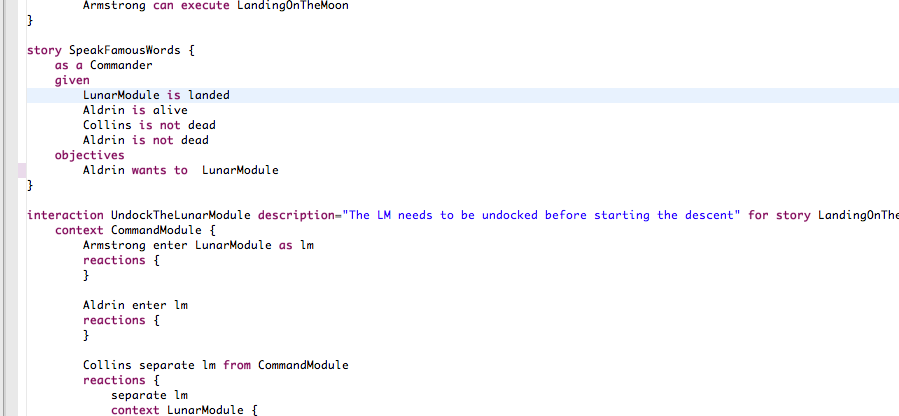 Armstrong can execute LandingOnTheMoon
}
story SpeakFamousWords {
as a Commander
given
LunarModule is landed
Aldrin is alive
Collins is not dead
Aldrin is not dead
objectives
Aldrin wants to  LunarModule
}
interaction UndockTheLunarModule description="The LM needs to be undocked before starting the descent" for story LandingOnThe
context CommandModule {
Armstrong enter LunarModule as lm
reactions {
}
Aldrin enter lm
reactions {
}
Collins separate lm from CommandModule
reactions {
separate lm
context LunarModule {